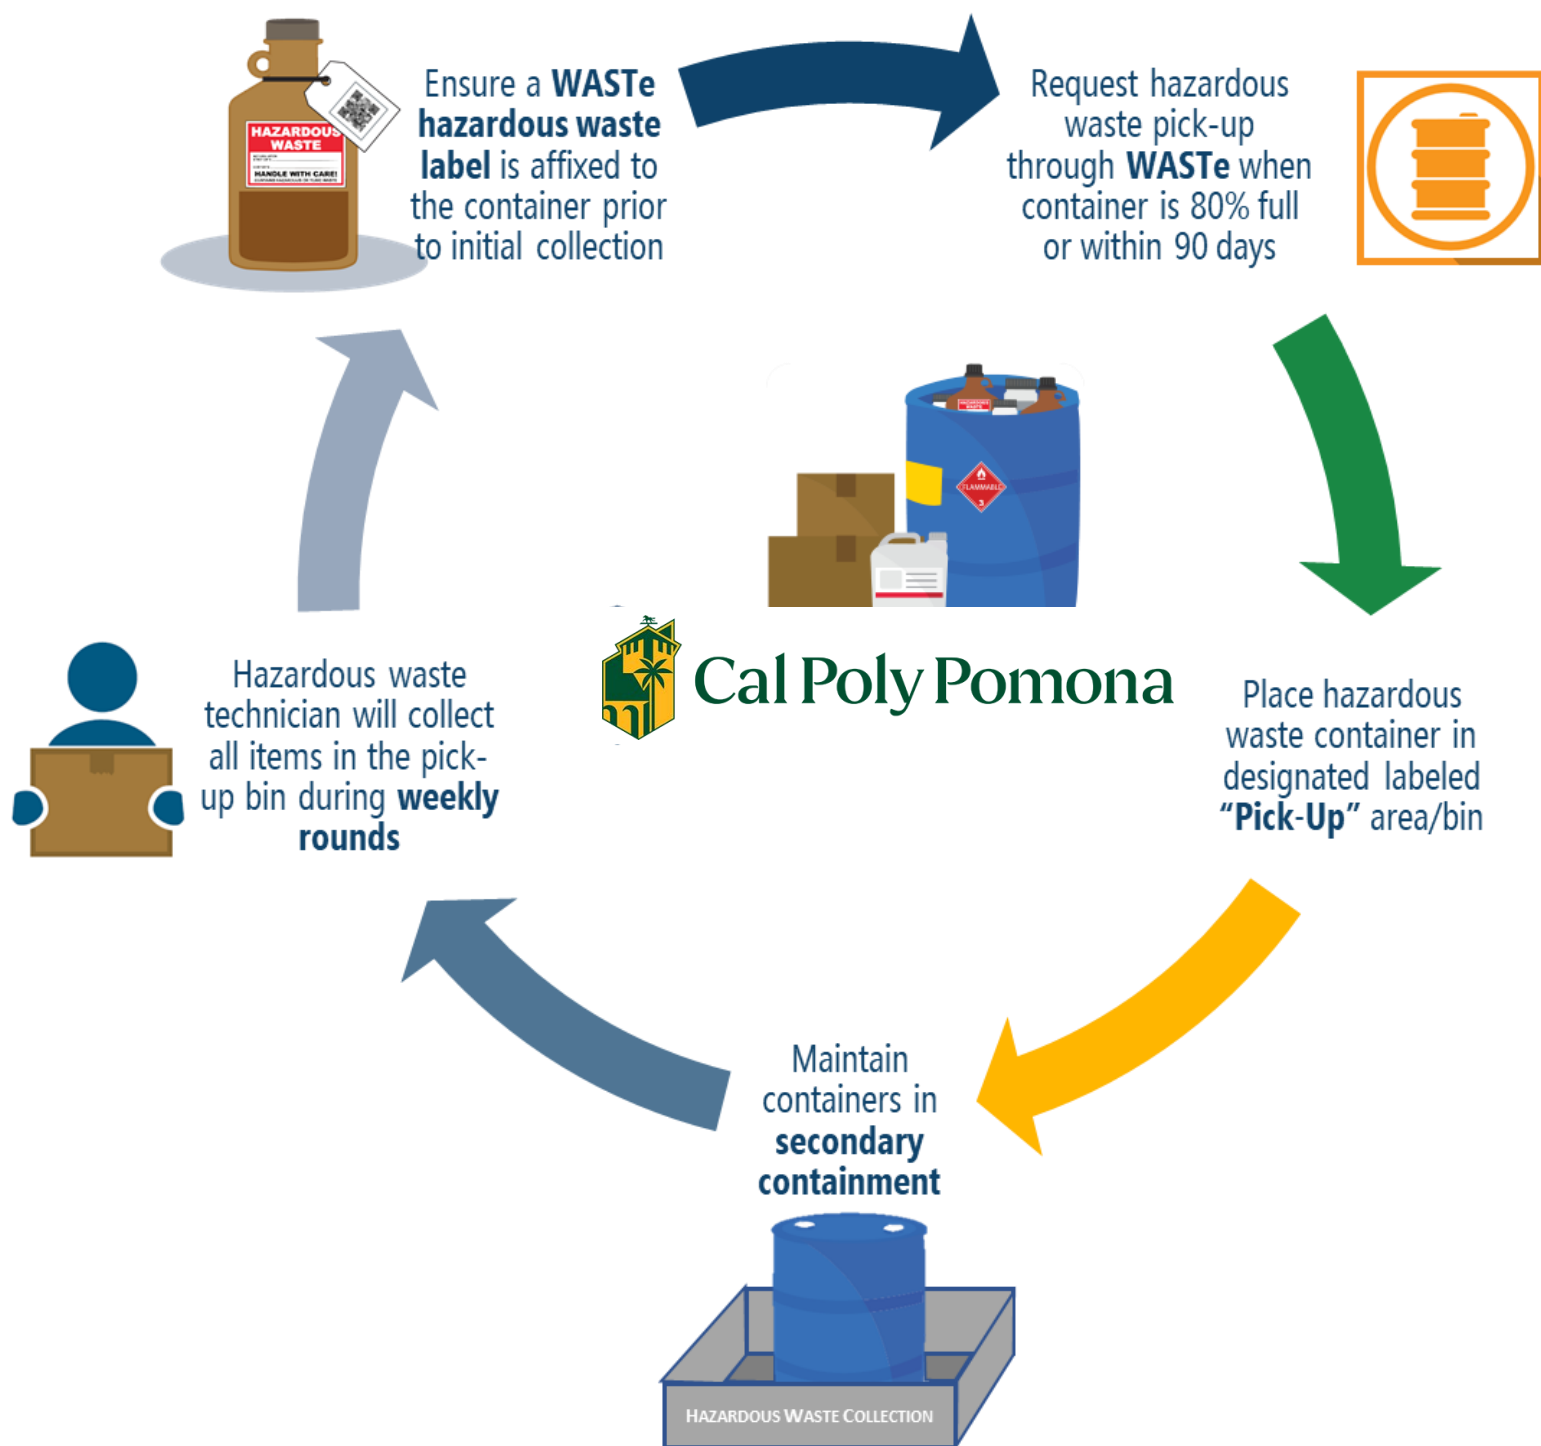 Ensure a WASTe
hazardous waste
label is affixed to
the container prior
to initial collection
HAZARDOUS
WASTE
HANDLE WITH CARE!
Request hazardous
waste pick-up
through WASTe when
container is 80% full
or within 90 days
HAZARDOUS
WASTE
FLAMMABLE
3
Cal Poly Pomona
Place hazardous
waste container in
designated labeled
“Pick-Up” area/bin
Maintain
containers in
secondary
containment
HAZARDOUS WASTE COLLECTION
Hazardous waste
technician will collect
all items in the pick-
up bin during weekly
rounds